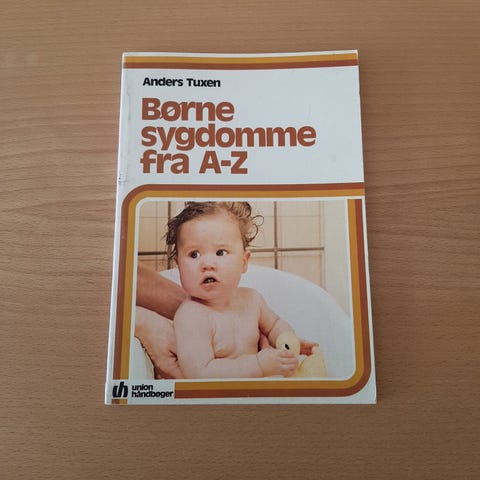 Anders Tuxen
Børne
sygdomme
fra A-Z
uh union
håndbøger